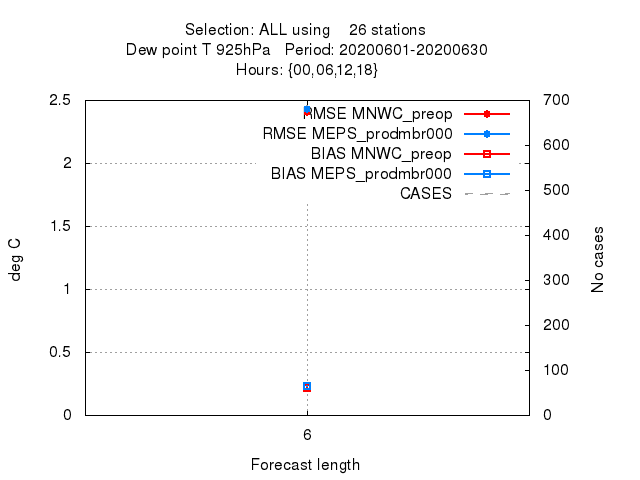 Selection: ALL using 26 stations
Dew point T 925hPa Period: 20200601-20200630
Hours: {00,06,12,18}
2.5
2
1.5
1
0.5
0
deg C
RMSE MNWC_preop
RMSE MEPS_prodmbr000
BIAS MNWC_preop
BIAS MEPS_prodmbr000
CASES
700
600
500
400
300
200
100
0
No cases
6
Forecast length